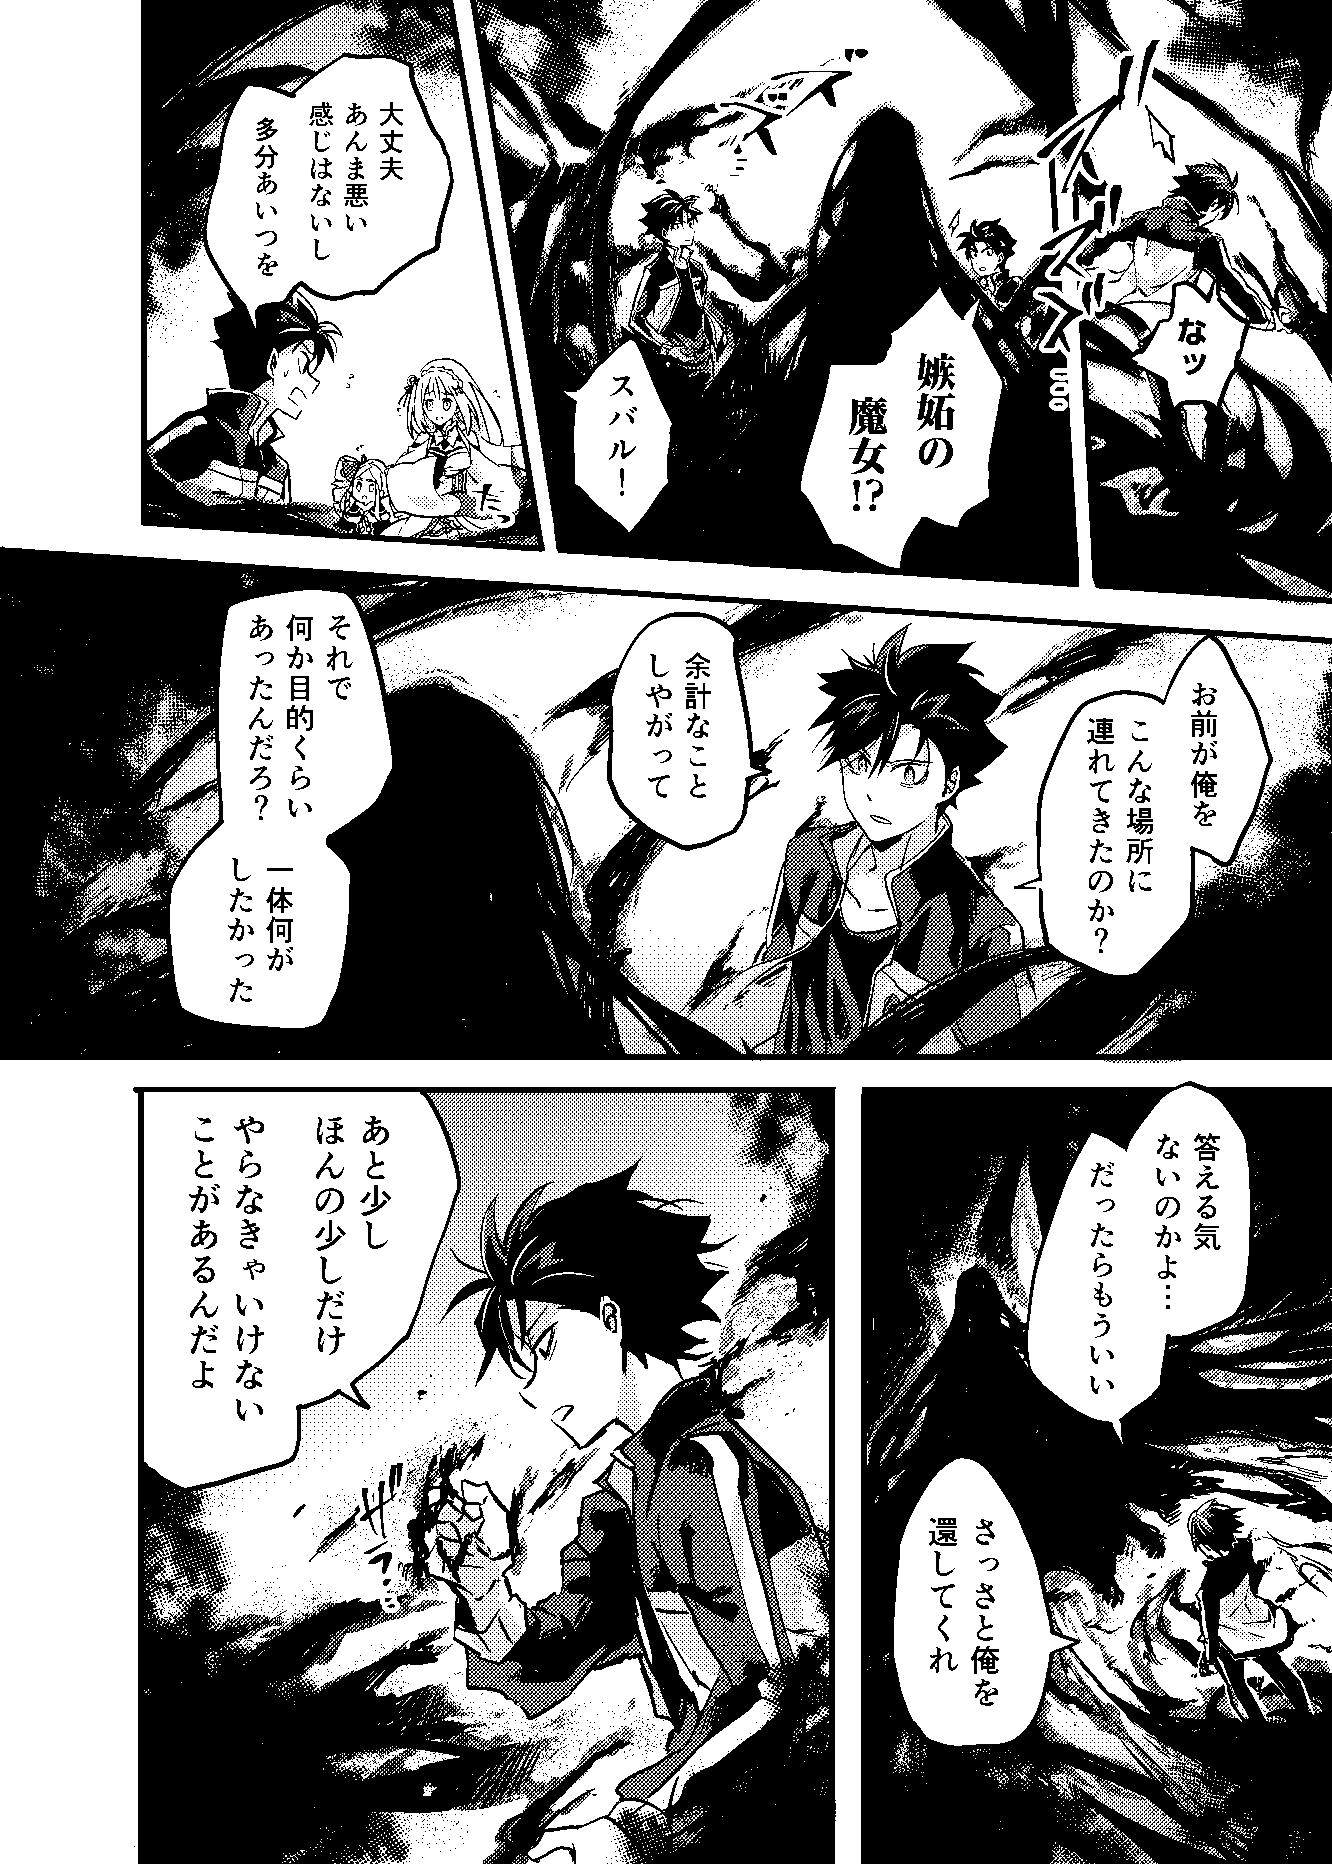 なッ
ズズズズズ
嫉妬の
魔女!?
スバル!
大丈夫
あんま悪い
感じはないし
多分あいつを
たっ
お前が俺を
こんな場所に
連れてきたのか?
余計なこと
しやがって
それで
何か目的くらい
あったんだろ?
一体何が
したかった
答える気
ないのかよ…
だったらもういい
さっさと俺を
還してくれ
あと少し
ほんの少しだけ
やらなきゃいけない
ことがあるんだよ